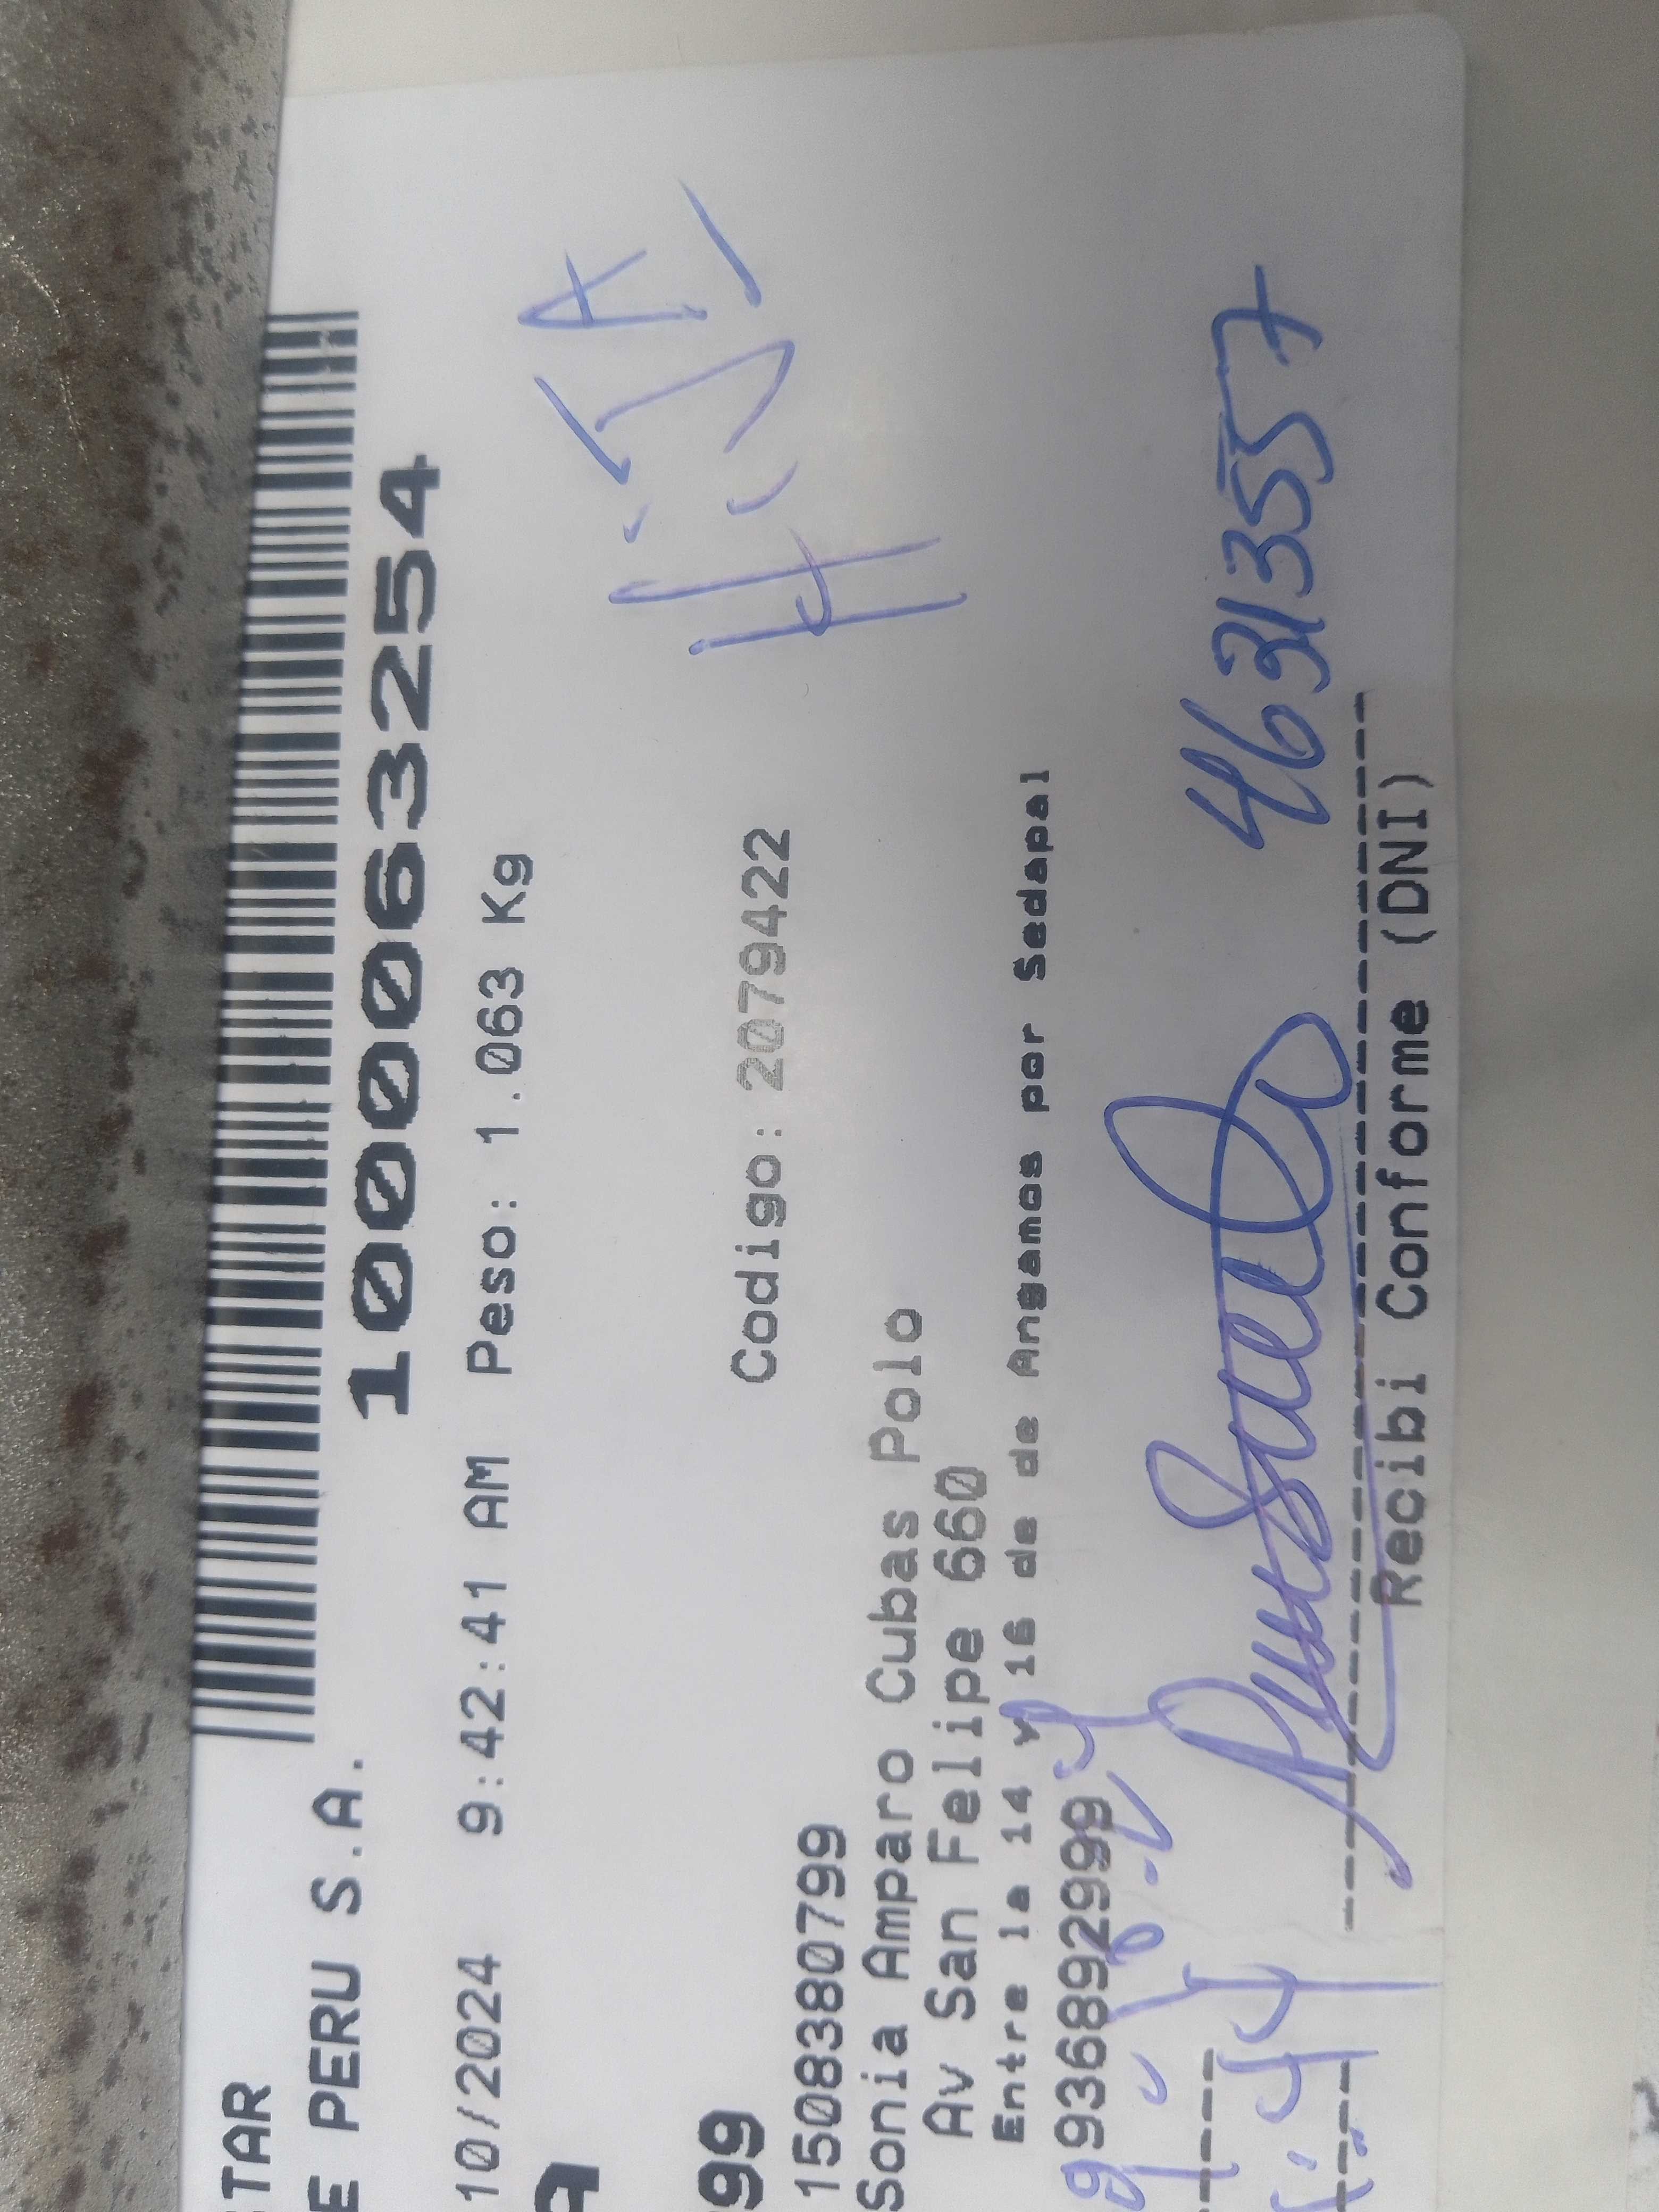 TAR
E PERU S.A.
1000063254
10/2024 9:42:41 AM Peso: 1.063 Kg
A
99
Codigo: 2079422
1508380799
Sonia Amparo Cubas Polo
Av San Felipe 660
Entre la 14 y 16 de de Angamos por Sedapal
936892999
HiJA
46313557
Recibi Conforme (DNI)